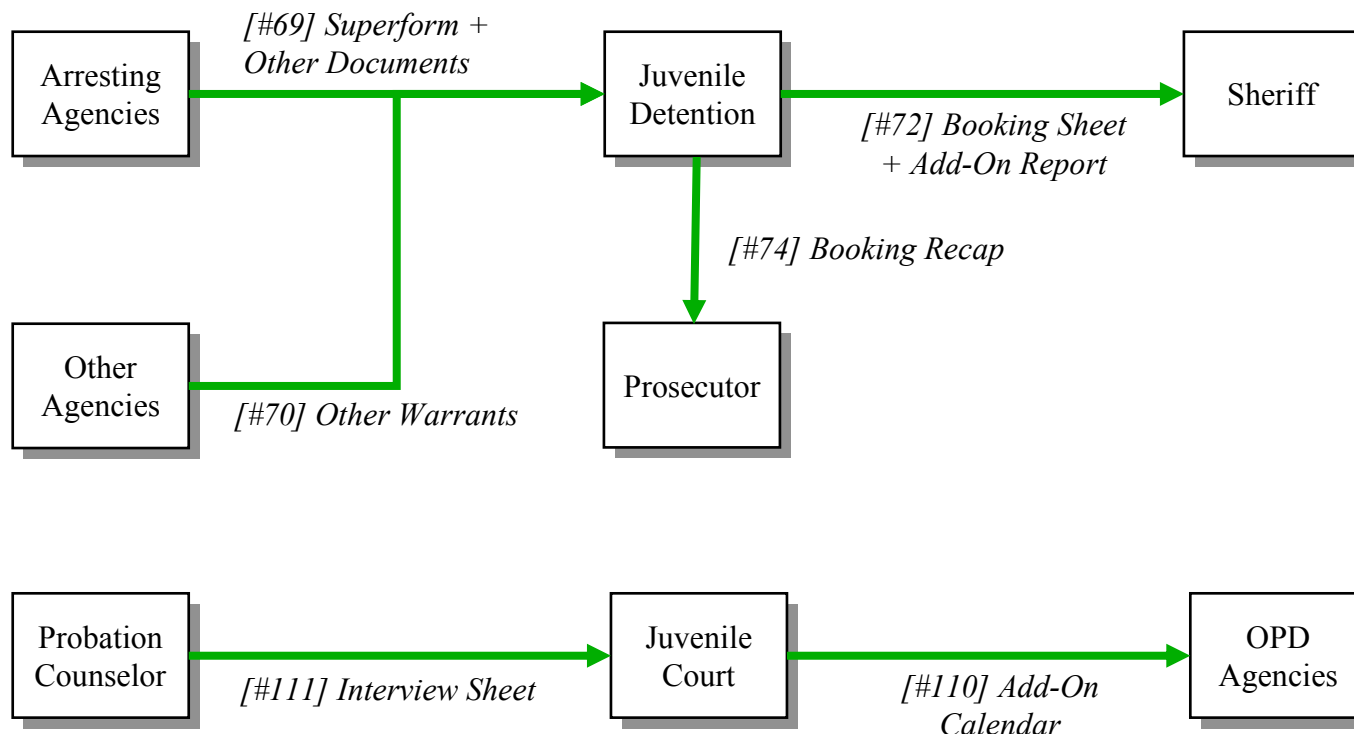 [#69] Superform +
Other Documents
Arresting
Agencies
Juvenile
Detention
Sheriff
[#72] Booking Sheet
+ Add-On Report
[#74] Booking Recap
Other
Agencies
Prosecutor
[#70] Other Warrants
Probation
Counselor
Juvenile
Court
OPD
Agencies
[#111] Interview Sheet
[#110] Add-On
Calendar